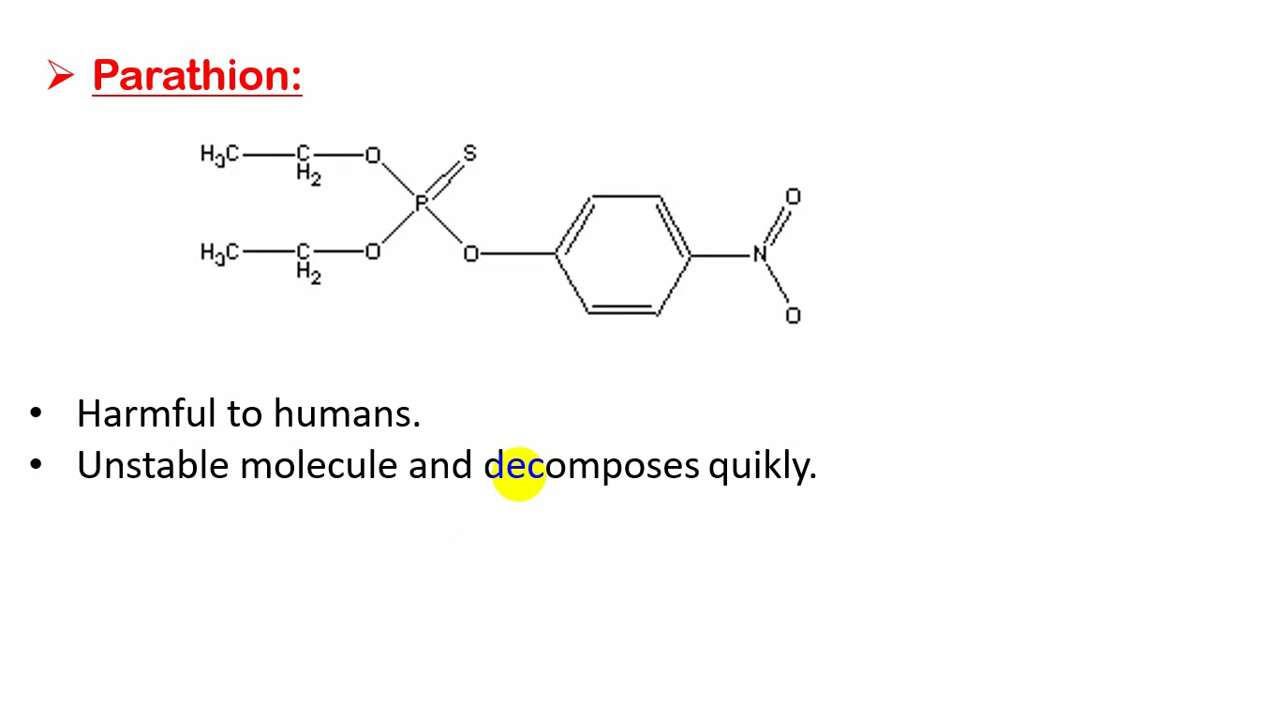 ➢ Parathion:
H3C C H2 O S
P
O
N
O
H3C C H2 O O
O
• Harmful to humans.
• Unstable molecule and decomposes quikly.